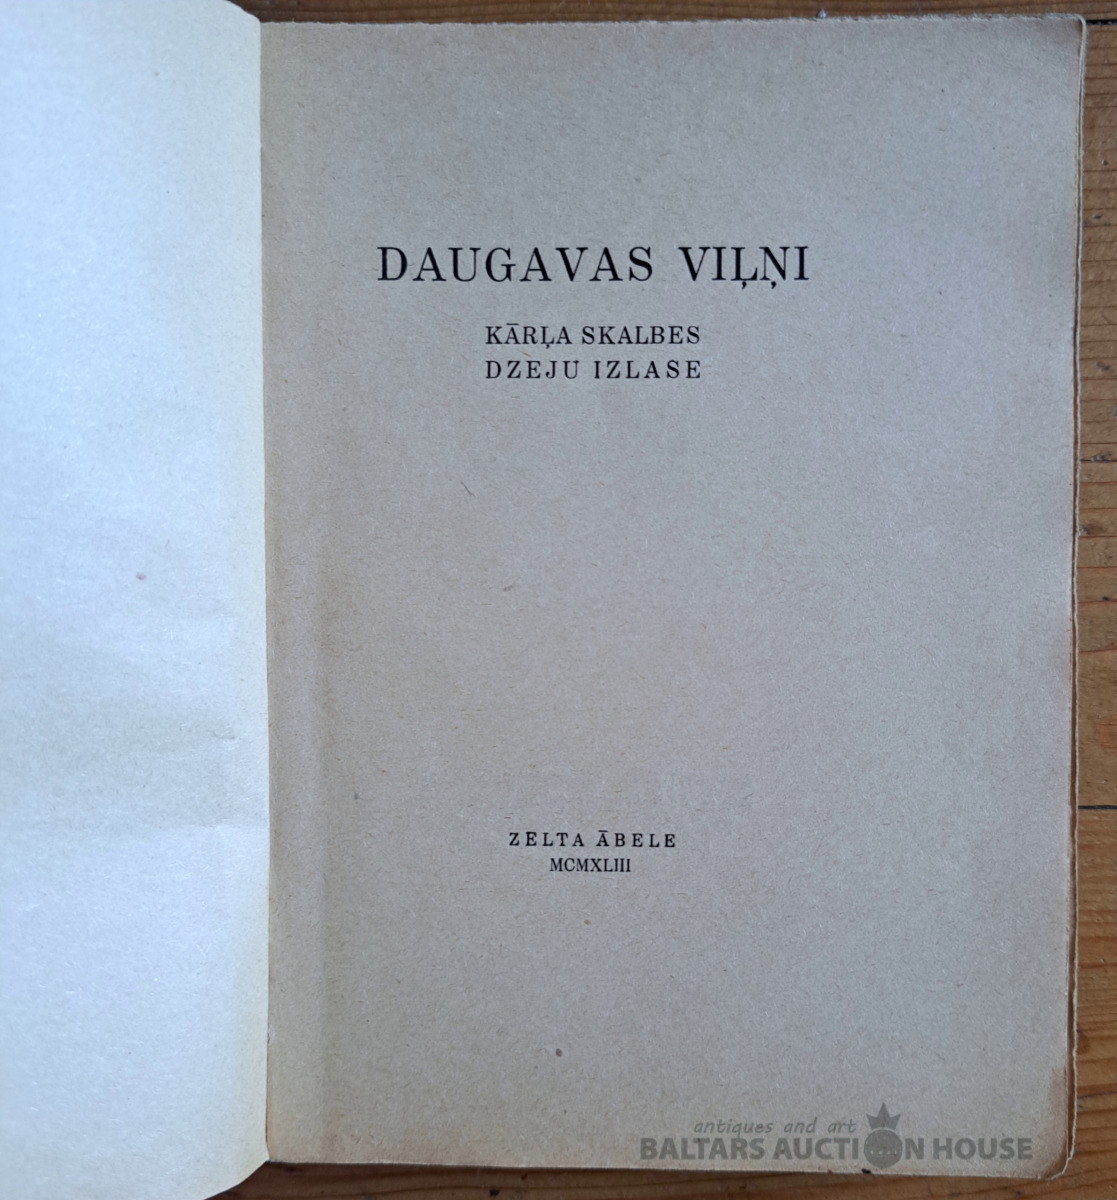 DAUGAVAS VIĻŅI
KĀRĻA SKALBES
DZEJU IZLASE
ZELTA ĀBELE
MCMXLIII
antiques and art
BALTARS AUCTION HOUSE